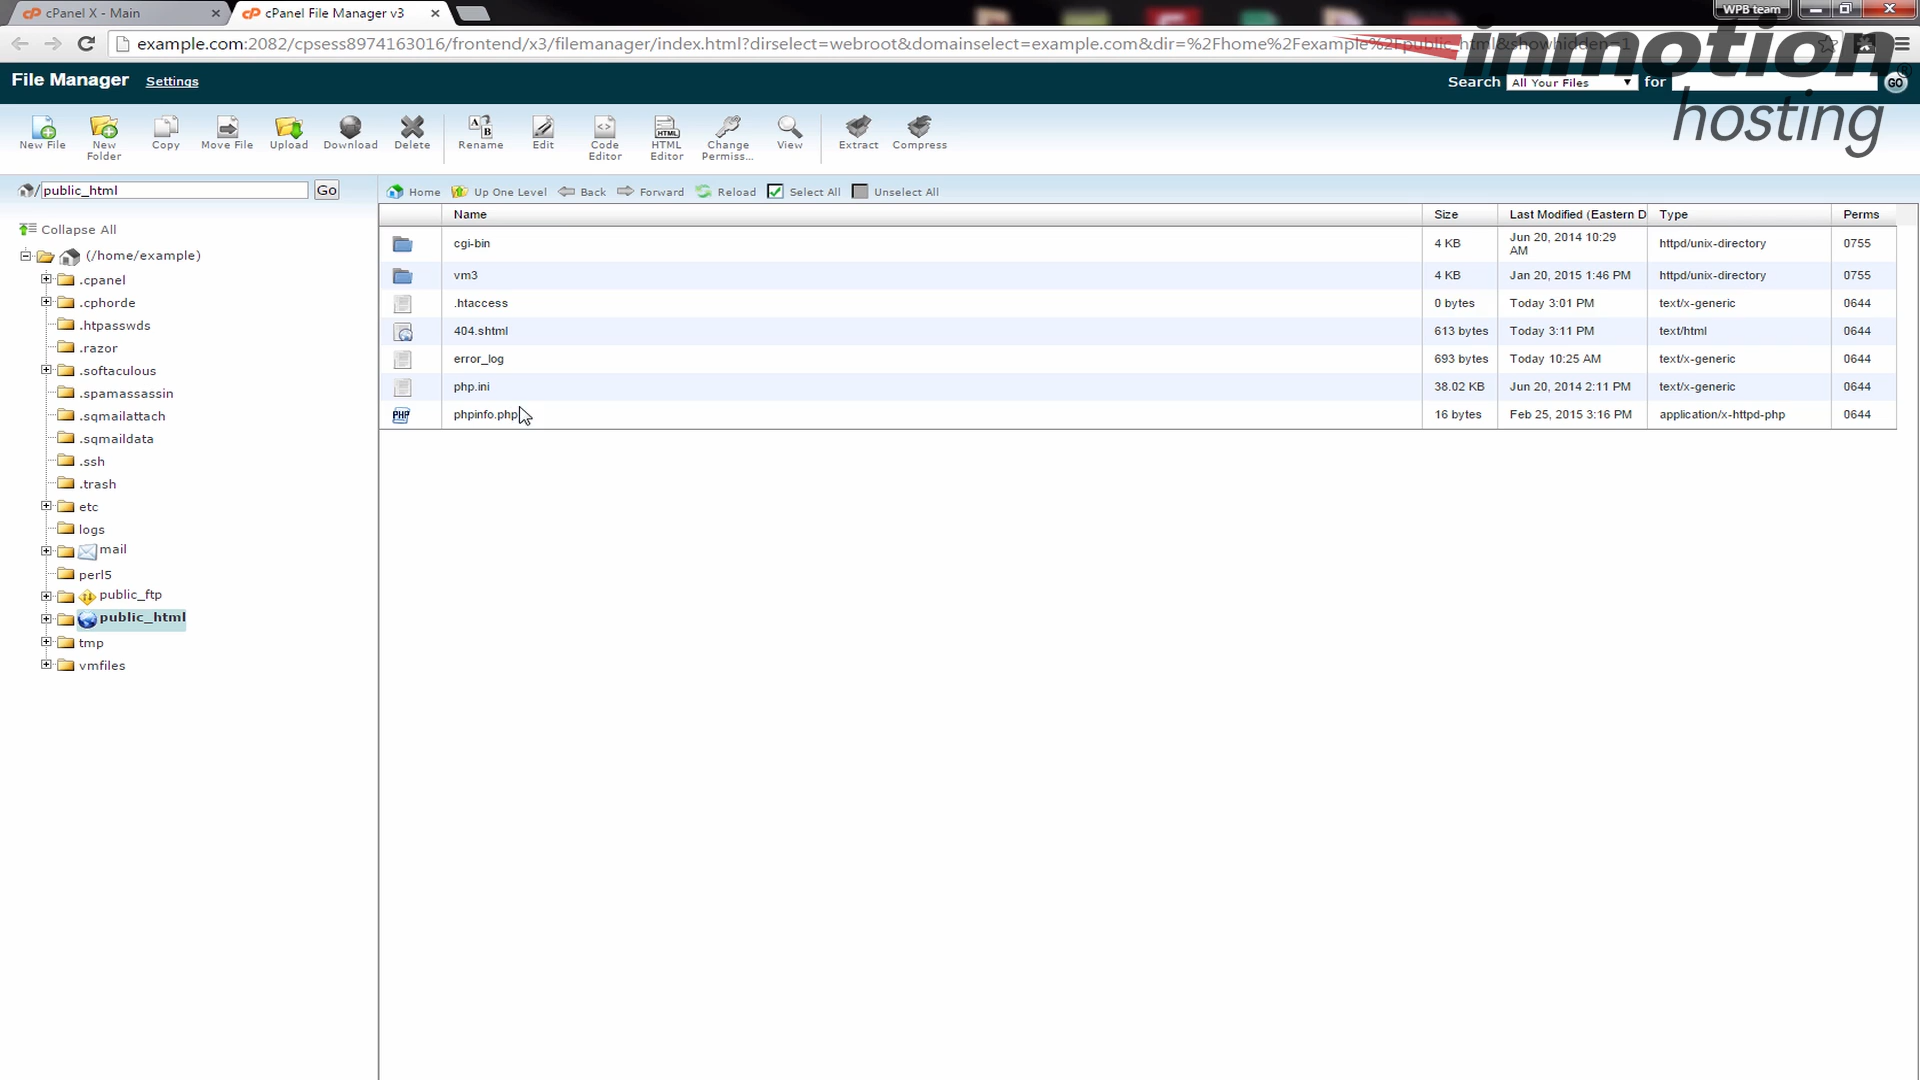 cPanel X - Main
cPanel File Manager v3
WPB team
example.com:2082/cpsess8974163016/frontend/x3/filemanager/index.html?dirselect=webroot&domainselect=example.com&dir=%2Fhome%2Fexample%2Fpublic_html&showhidden=1
inmotion
hosting
File Manager
Settings
Search
All Your Files
for
GO
New File
New Folder
Copy
Move File
Upload
Download
Delete
Rename
Edit
Code Editor
HTML Editor
Change Permiss...
View
Extract
Compress
/ public_html
Go
Home
Up One Level
Back
Forward
Reload
Select All
Unselect All
Collapse All
(/home/example)
.cpanel
.cphorde
.htpasswds
.razor
.softaculous
.spamassassin
.sqmailattach
.sqmaildata
.ssh
.trash
etc
logs
mail
perl5
public_ftp
public_html
tmp
vmfiles
Name Size Last Modified (Eastern D Type Perms
cgi-bin 4 KB Jun 20, 2014 10:29 AM httpd/unix-directory 0755
vm3 4 KB Jan 20, 2015 1:46 PM httpd/unix-directory 0755
.htaccess 0 bytes Today 3:01 PM text/x-generic 0644
404.shtml 613 bytes Today 3:11 PM text/html 0644
error_log 693 bytes Today 10:25 AM text/x-generic 0644
php.ini 38.02 KB Jun 20, 2014 2:11 PM text/x-generic 0644
PHP phpinfo.php 16 bytes Feb 25, 2015 3:16 PM application/x-httpd-php 0644